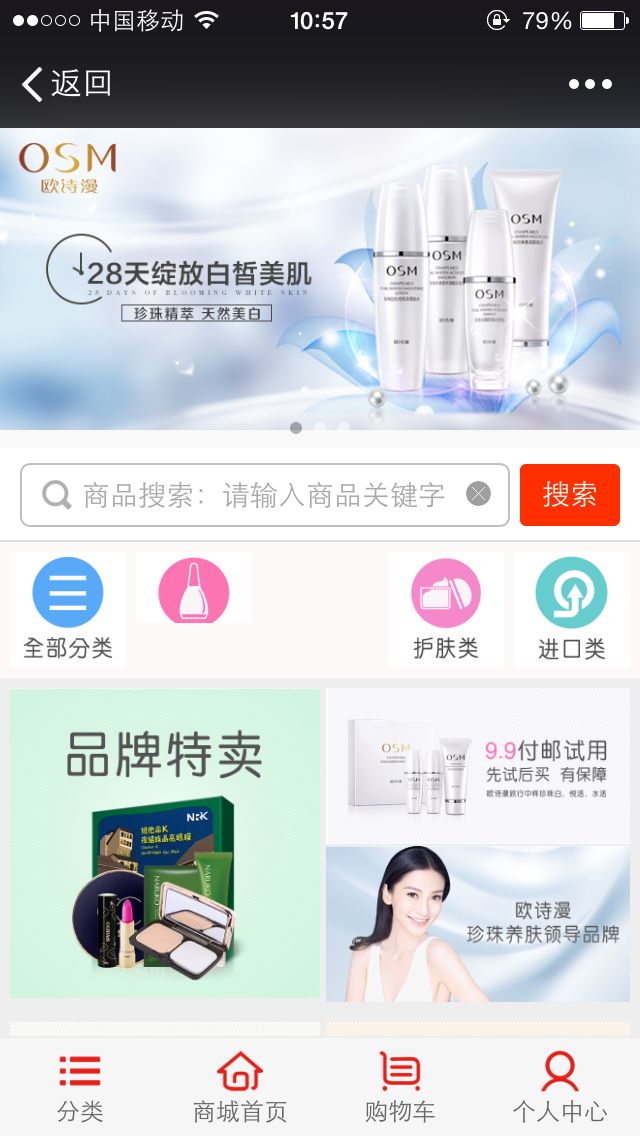 中国移动
10:57
79%
返回
OSM
欧诗漫
28天绽放白皙美肌
28 DAYS OF BLOOMING WHITE SKIN
珍珠精萃 天然美白
OSM
OSM
OSM
OSM
商品搜索：请输入商品关键字
搜索
全部分类
护肤类
进口类
品牌特卖
NRK
OSM
9.9付邮试用
先试后买 有保障
欧诗漫旅行中样珍珠白、悦活、水活
欧诗漫
珍珠养肤领导品牌
分类
商城首页
购物车
个人中心